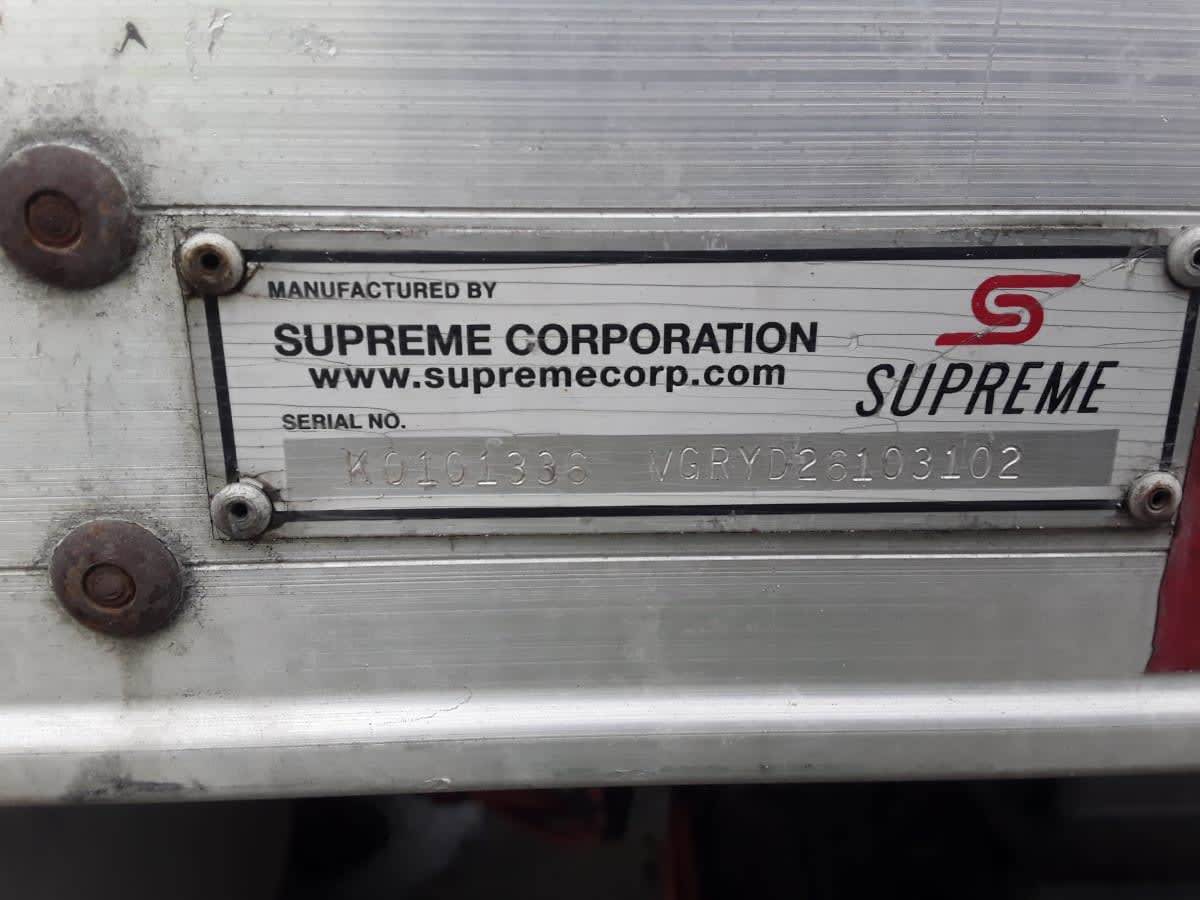 MANUFACTURED BY
SUPREME CORPORATION
www.supremecorp.com
SUPREME
SERIAL NO.
K0101336 VGRYD26103102